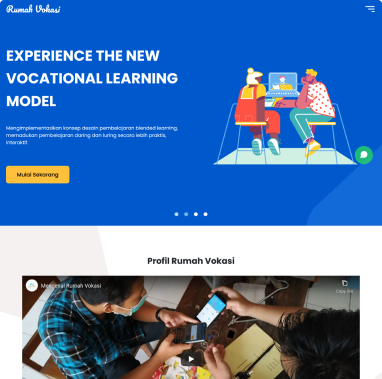 Rumah Vokasi
EXPERIENCE THE NEW
VOCATIONAL LEARNING
MODEL
Mengimplementasikan konsep desain pembelajaran blended learning,
memadukan pembelajaran daring dan luring secara lebih praktis,
interaktif.
Mulai Sekarang
Profil Rumah Vokasi
Mengenal Rumah Vokasi
Copy link